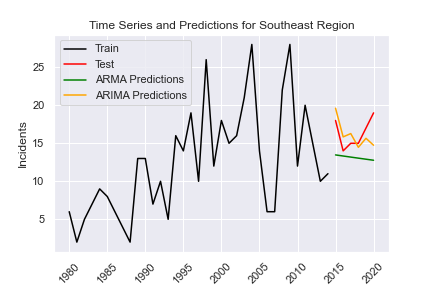 Time Series and Predictions for Southeast Region
Train
Test
ARMA Predictions
ARIMA Predictions
Incidents
25
20
15
10
5
1980
1985
1990
1995
2000
2005
2010
2015
2020